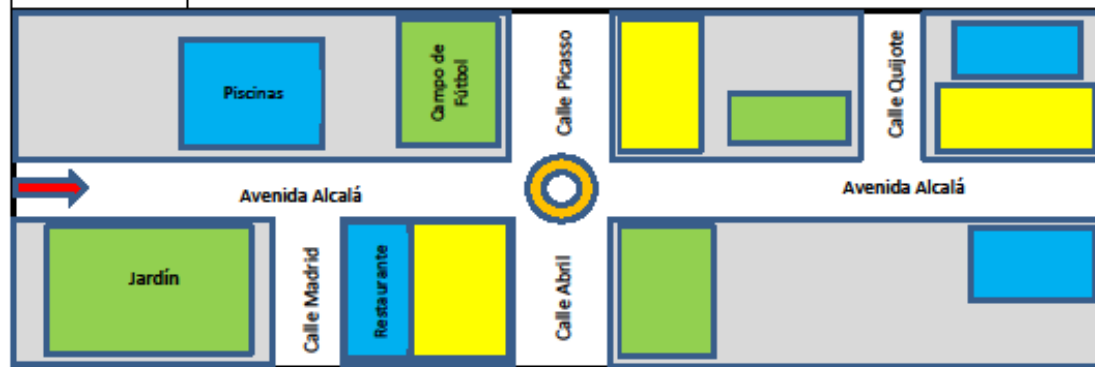 Piscinas
Campo de
Fútbol
Calle Picasso
Calle Quijote
Avenida Alcalá
Avenida Alcalá
Jardín
Calle Madrid
Restaurante
Calle Abril